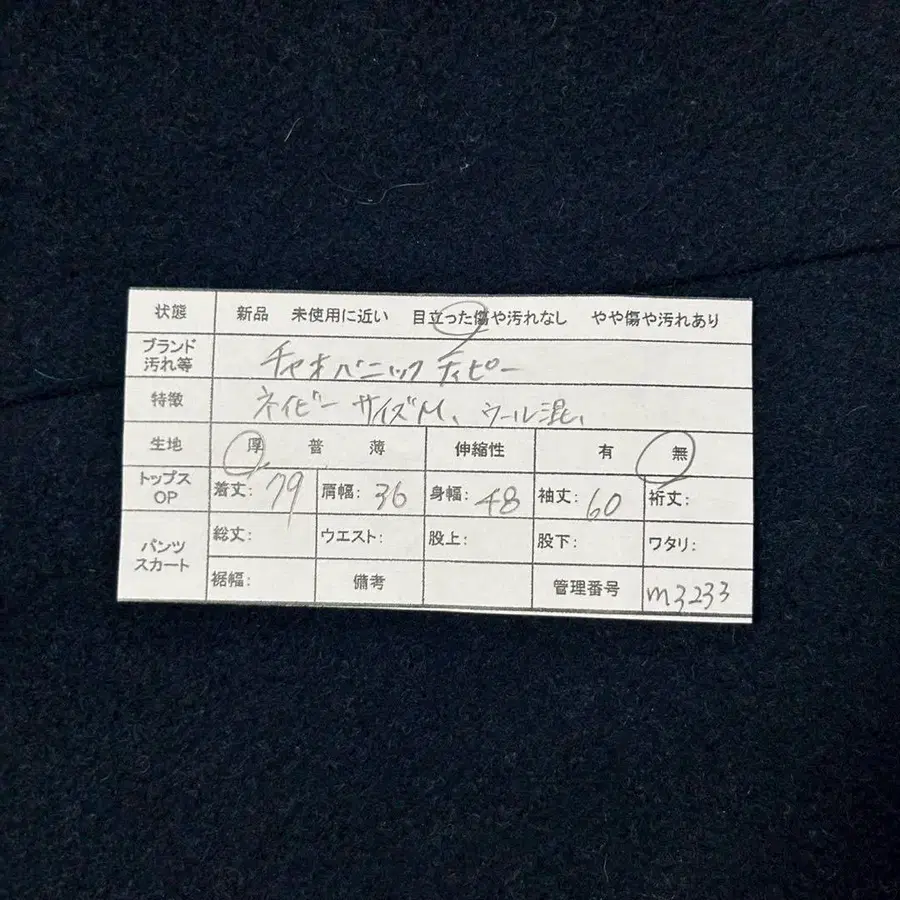 状態 新品 未使用に近い 目立った傷や汚れなし やや傷や汚れあり
ブランド 汚れ等 チャオパニックティピー
特徴 ネイビー サイズM、ウール混、
生地 厚 普 薄 伸縮性 有 無
トップス OP 着丈: 79 肩幅: 36 身幅: 48 袖丈: 60 裄丈:
パンツ スカート 総丈: ウエスト: 股上: 股下: ワタリ:
裾幅: 備考 管理番号 m3233